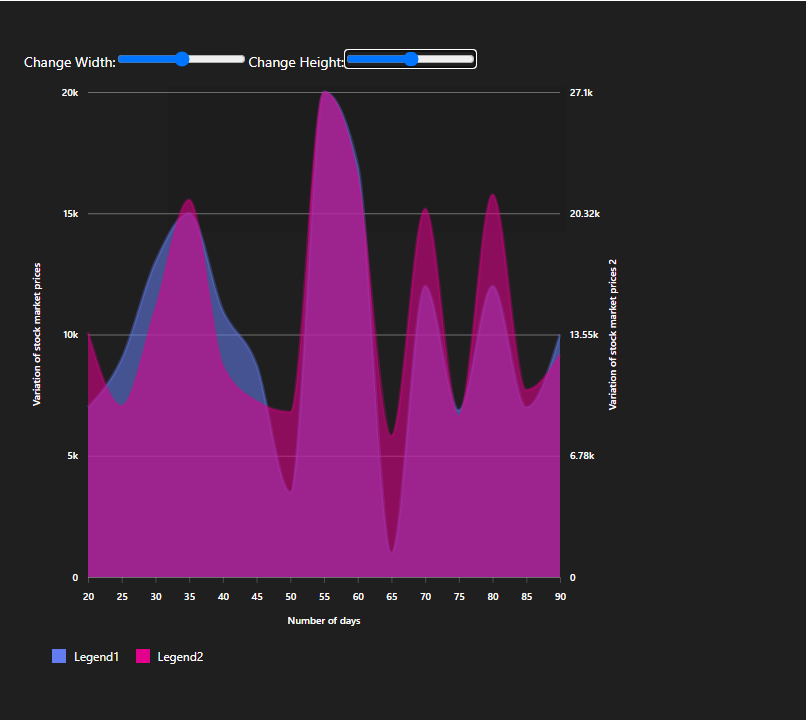 Change Width: Change Height:
20k 27.1k
15k 20.32k
Variation of stock market prices
Variation of stock market prices 2
10k 13.55k
5k 6.78k
0 0
20 25 30 35 40 45 50 55 60 65 70 75 80 85 90
Number of days
Legend1 Legend2